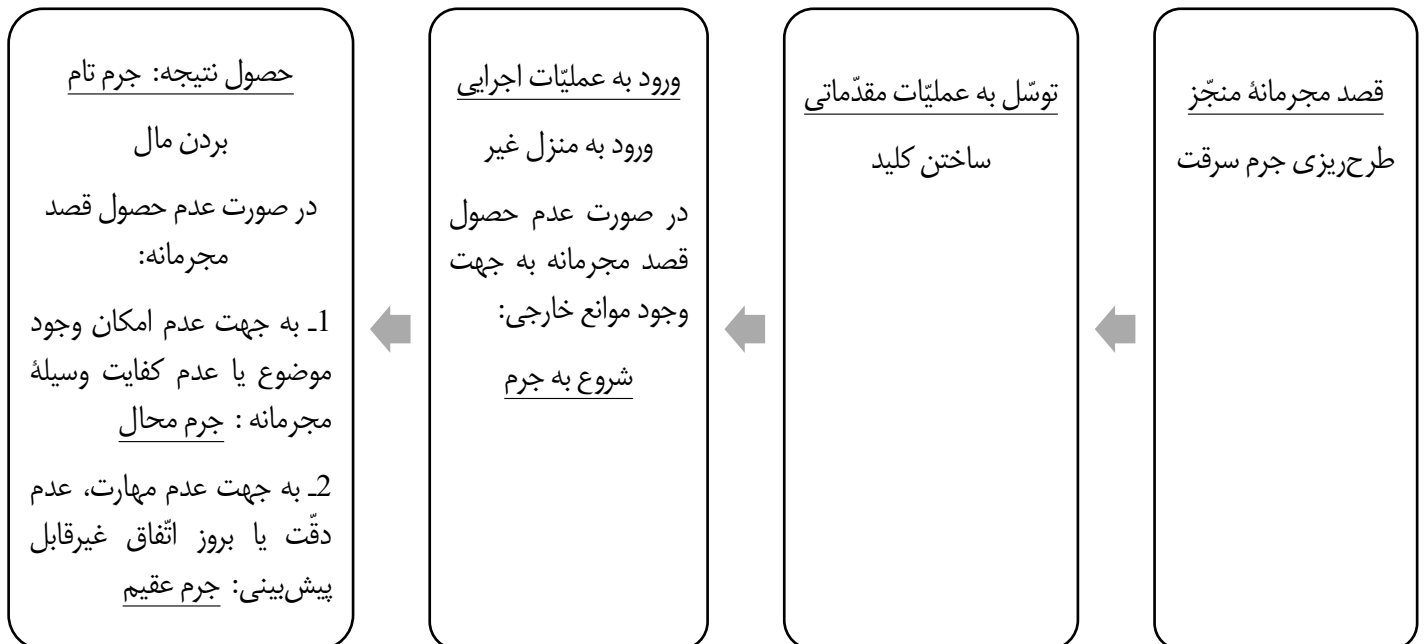 قصد مجرمانهٔ منجّز
طرح‌ریزی جرم سرقت
توسّل به عملیّات مقدّماتی
ساختن کلید
ورود به عملیّات اجرایی
ورود به منزل غیر
در صورت عدم حصول
قصد مجرمانه به جهت
وجود موانع خارجی:
شروع به جرم
حصول نتیجه: جرم تام
بردن مال
در صورت عدم حصول قصد
مجرمانه:
1ـ به جهت عدم امکان وجود
موضوع یا عدم کفایت وسیلهٔ
مجرمانه : جرم محال
2ـ به جهت عدم مهارت، عدم
دقّت یا بروز اتّفاق غیرقابل
پیش‌بینی: جرم عقیم